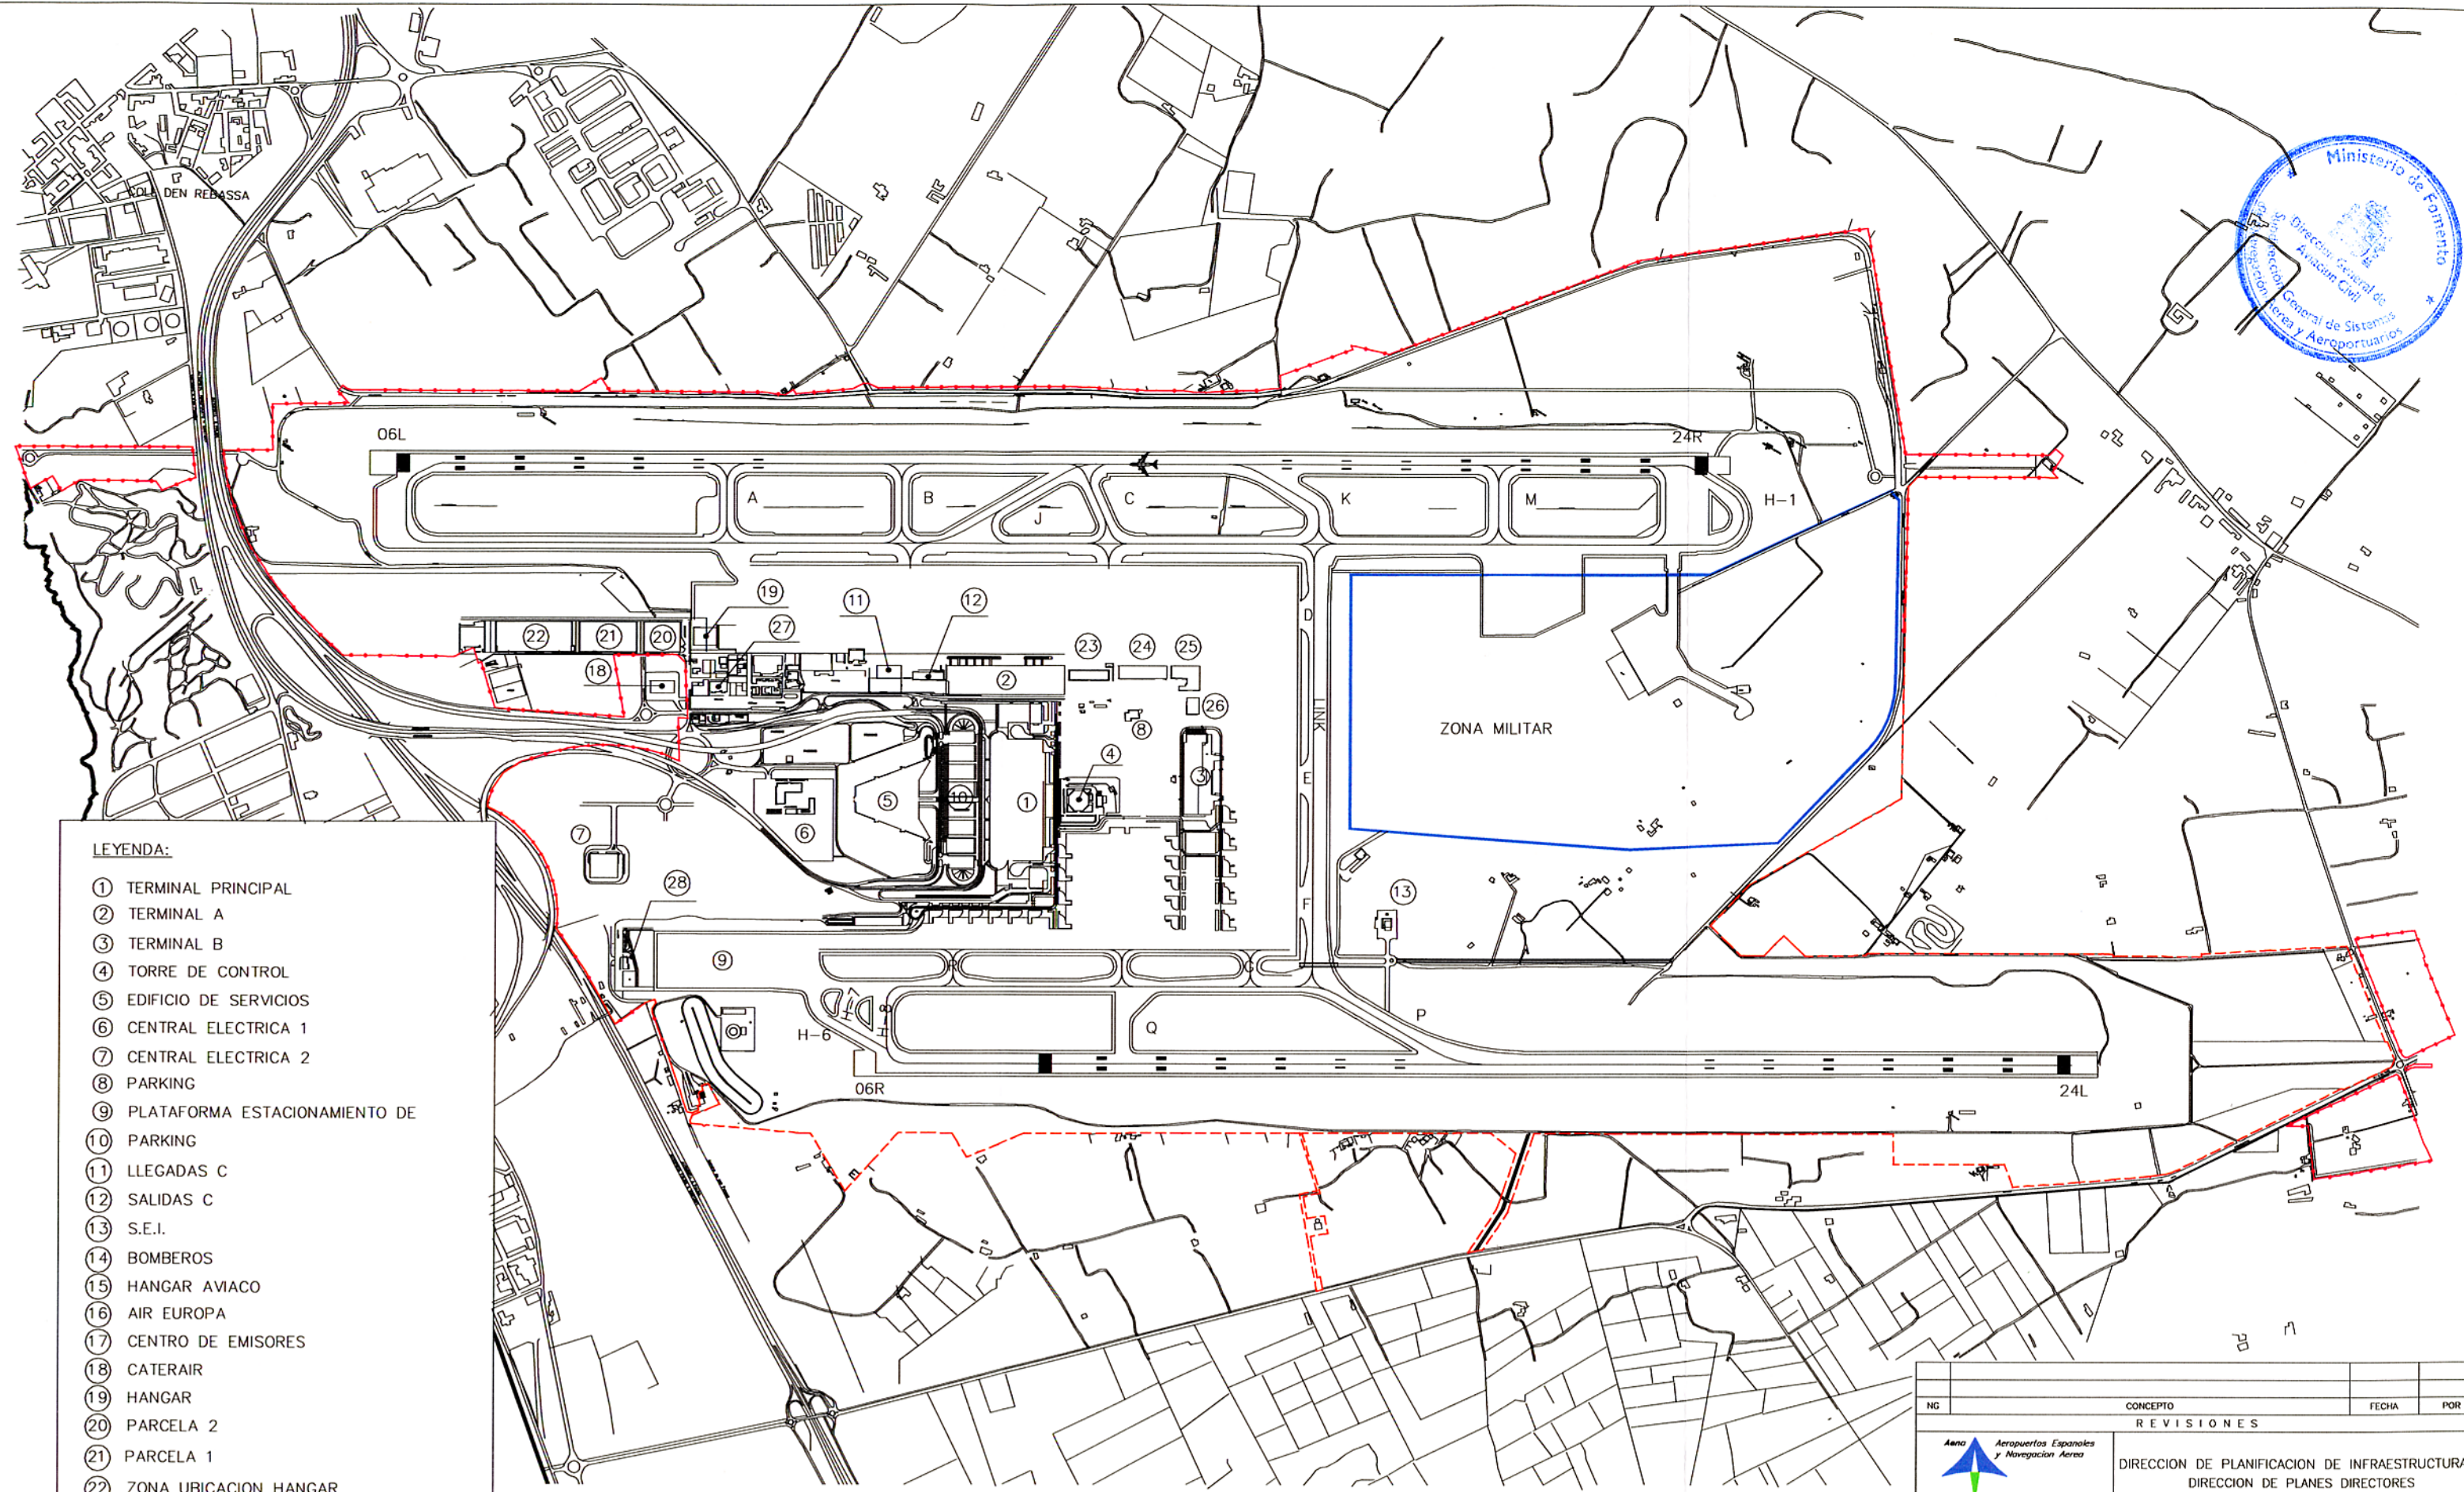 COLL DEN REBASSA
Ministerio de Fomento
Dirección General de
Aviación Civil
Subdirección General de Sistemas
de Navegación Aérea y Aeroportuarios
06L
24R
A
B
J
C
K
M
H-1
D
LINK
E
F
22
21
20
19
27
11
12
18
2
23
24
25
26
8
4
3
ZONA MILITAR
5
10
1
6
7
28
13
9
R
G
H-7
H-8
H-6
Q
P
06R
24L
LEYENDA:
1 TERMINAL PRINCIPAL
2 TERMINAL A
3 TERMINAL B
4 TORRE DE CONTROL
5 EDIFICIO DE SERVICIOS
6 CENTRAL ELECTRICA 1
7 CENTRAL ELECTRICA 2
8 PARKING
9 PLATAFORMA ESTACIONAMIENTO DE
10 PARKING
11 LLEGADAS C
12 SALIDAS C
13 S.E.I.
14 BOMBEROS
15 HANGAR AVIACO
16 AIR EUROPA
17 CENTRO DE EMISORES
18 CATERAIR
19 HANGAR
20 PARCELA 2
21 PARCELA 1
22 ZONA UBICACION HANGAR
NG CONCEPTO FECHA POR
REVISIONES
Aena Aeropuertos Espanoles
y Navegacion Aerea
DIRECCION DE PLANIFICACION DE INFRAESTRUCTURA
DIRECCION DE PLANES DIRECTORES